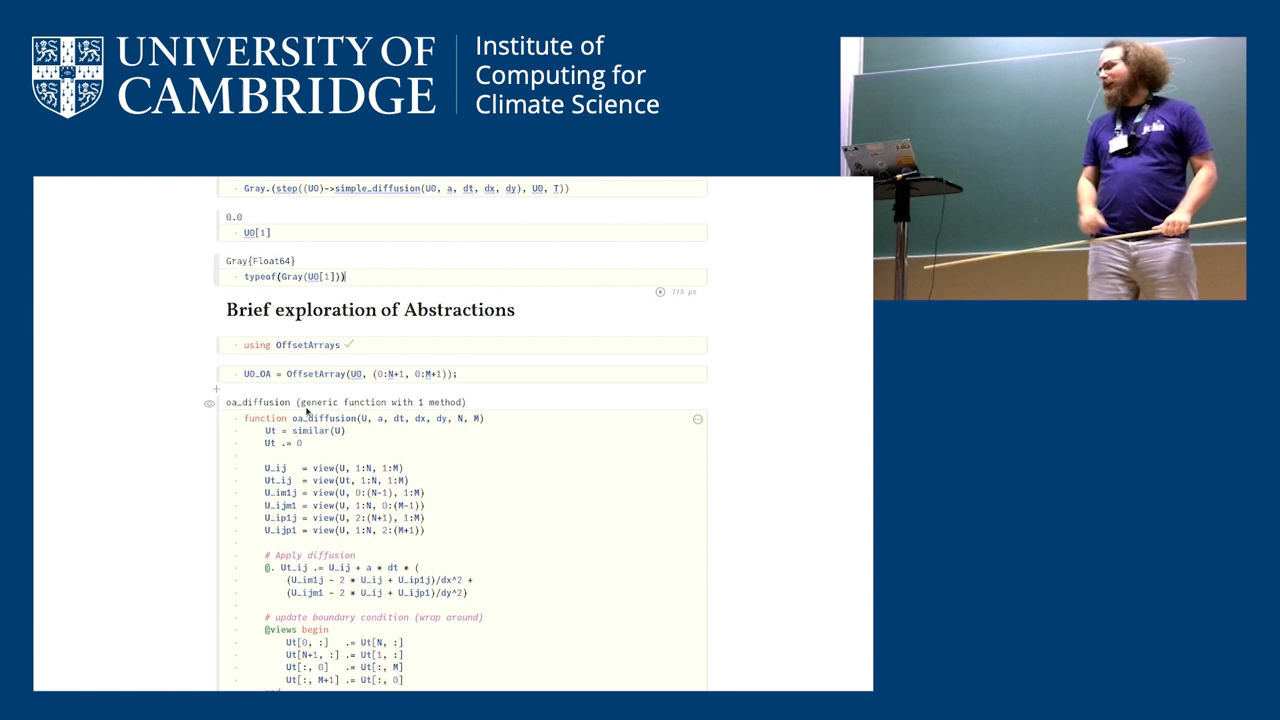 UNIVERSITY OF
CAMBRIDGE
Institute of
Computing for
Climate Science
Gray.(step((U0)->simple_diffusion(U0, a, dt, dx, dy), U0, T))
0.0
U0[1]
Gray{Float64}
typeof(Gray(U0[1]))
115 μs
Brief exploration of Abstractions
using OffsetArrays ✓
U0_OA = OffsetArray(U0, (0:N+1, 0:M+1));
oa_diffusion (generic function with 1 method)
function oa_diffusion(U, a, dt, dx, dy, N, M)
Ut = similar(U)
Ut .= 0
U_ij = view(U, 1:N, 1:M)
Ut_ij = view(Ut, 1:N, 1:M)
U_im1j = view(U, 0:(N-1), 1:M)
U_ijm1 = view(U, 1:N, 0:(M-1))
U_ip1j = view(U, 2:(N+1), 1:M)
U_ijp1 = view(U, 1:N, 2:(M+1))
# Apply diffusion
@. Ut_ij .= U_ij + a * dt * (
(U_im1j - 2 * U_ij + U_ip1j)/dx^2 +
(U_ijm1 - 2 * U_ij + U_ijp1)/dy^2)
# update boundary condition (wrap around)
@views begin
Ut[0, :] .= Ut[N, :]
Ut[N+1, :] .= Ut[1, :]
Ut[:, 0] .= Ut[:, M]
Ut[:, M+1] .= Ut[:, 0]